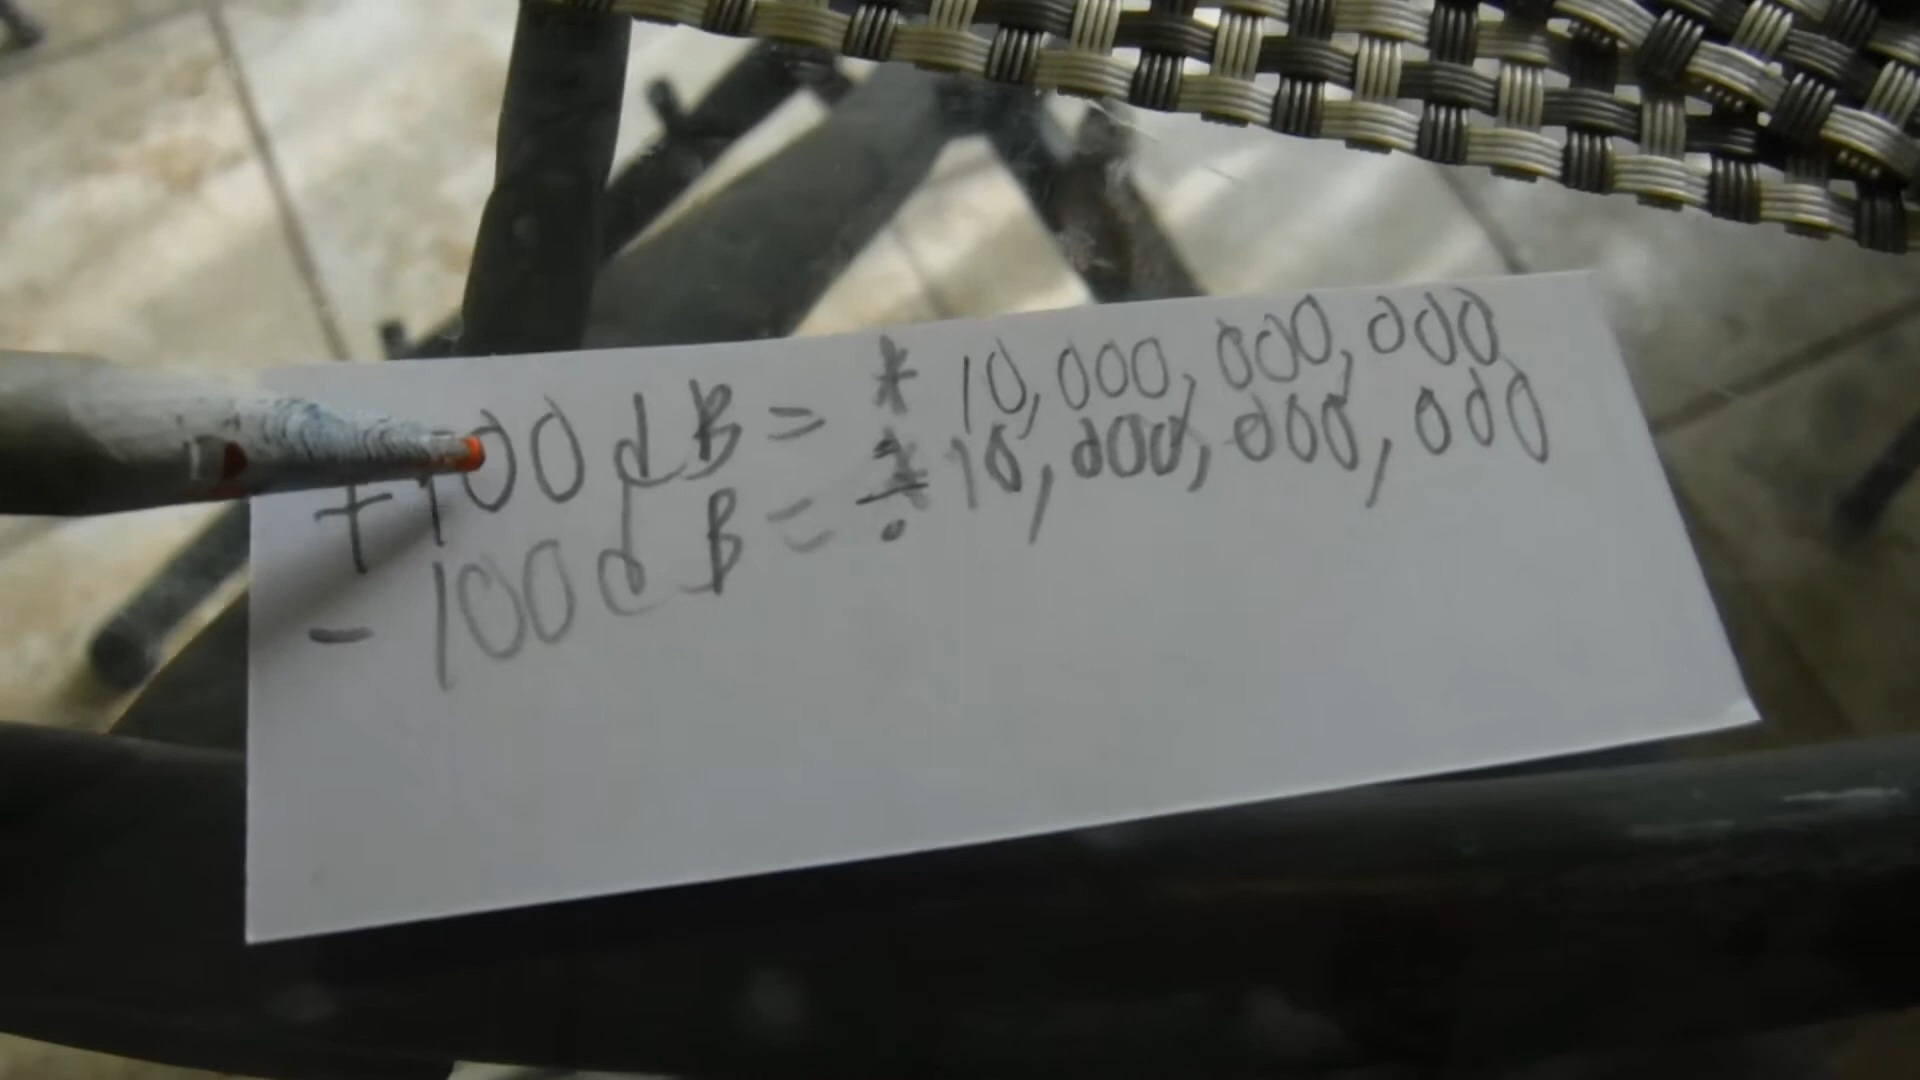 +100 dB = * 10,000,000,000
- 100 dB = ÷ 10,000,000,000